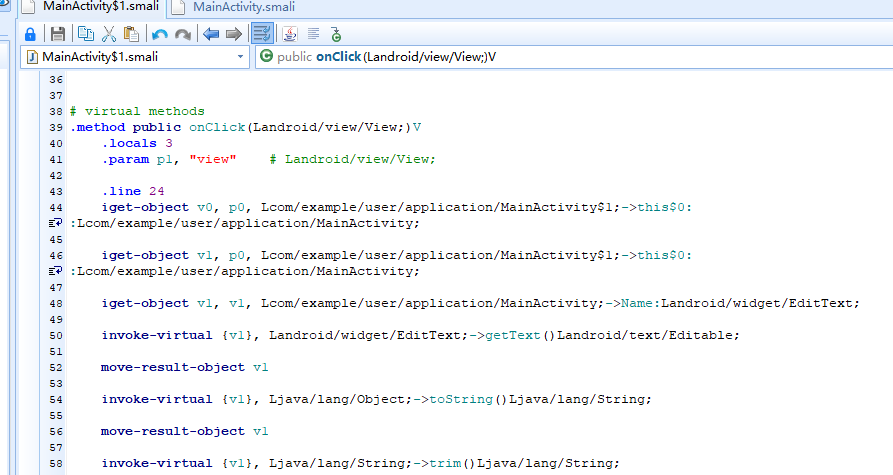 MainActivity$1.smali MainActivity.smali
MainActivity$1.smali public onClick(Landroid/view/View;)V
36
37
38 # virtual methods
39 .method public onClick(Landroid/view/View;)V
40 .locals 3
41 .param p1, "view" # Landroid/view/View;
42
43 .line 24
44 iget-object v0, p0, Lcom/example/user/application/MainActivity$1;->this$0:
:Lcom/example/user/application/MainActivity;
45
46 iget-object v1, p0, Lcom/example/user/application/MainActivity$1;->this$0:
:Lcom/example/user/application/MainActivity;
47
48 iget-object v1, v1, Lcom/example/user/application/MainActivity;->Name:Landroid/widget/EditText;
49
50 invoke-virtual {v1}, Landroid/widget/EditText;->getText()Landroid/text/Editable;
51
52 move-result-object v1
53
54 invoke-virtual {v1}, Ljava/lang/Object;->toString()Ljava/lang/String;
55
56 move-result-object v1
57
58 invoke-virtual {v1}, Ljava/lang/String;->trim()Ljava/lang/String;